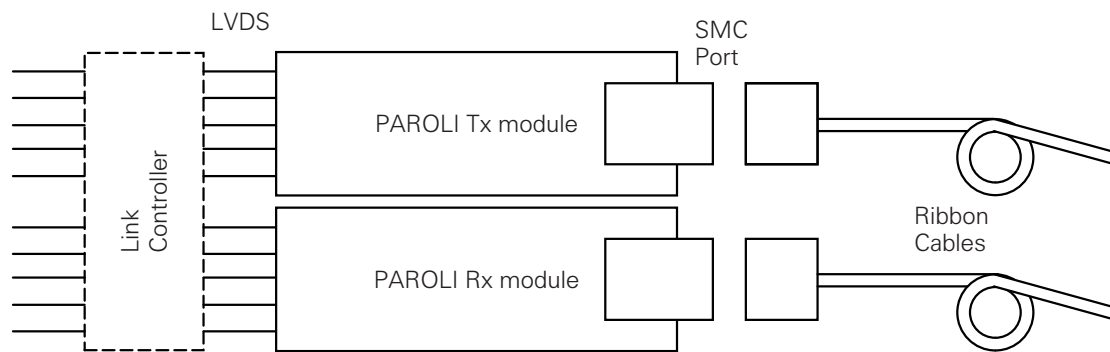 LVDS
SMC
Port
PAROLI Tx module
Link
Controller
Ribbon
Cables
PAROLI Rx module